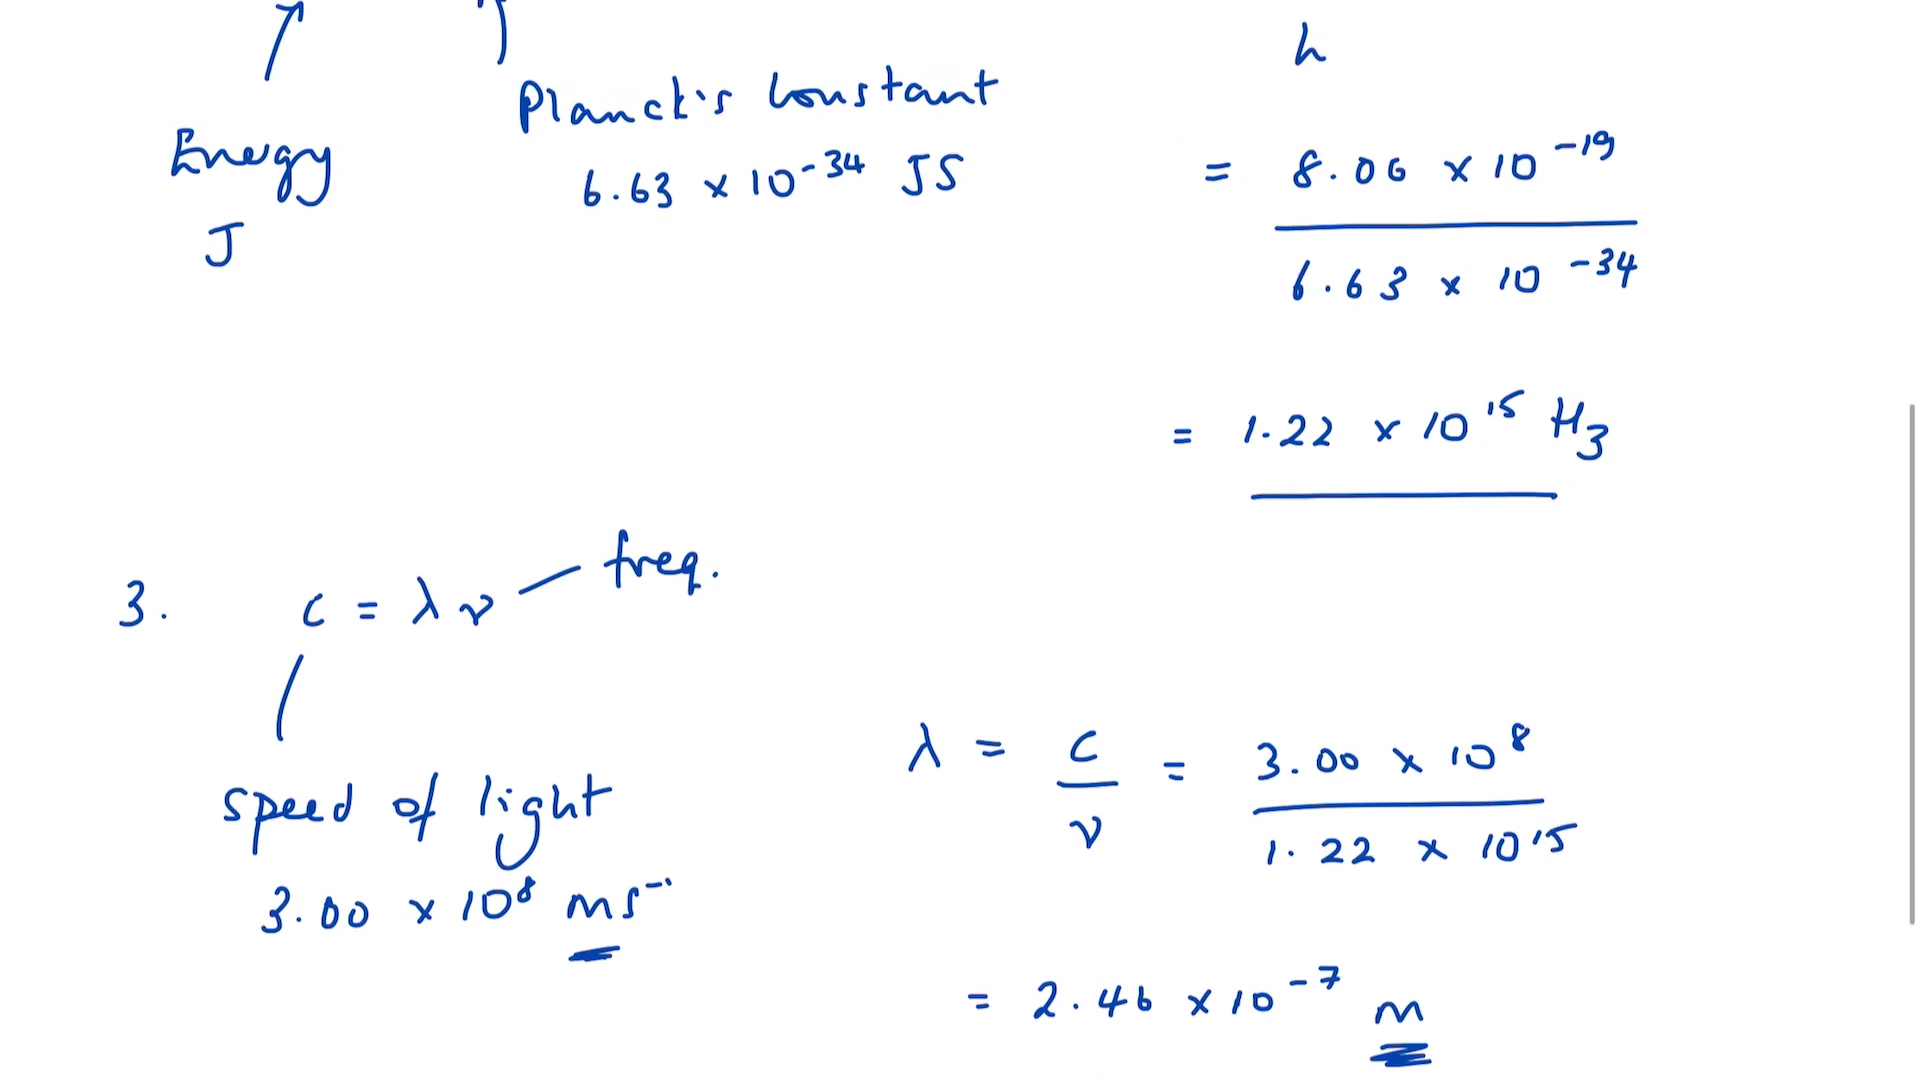 h
Planck's constant
Energy
6.63 × 10⁻³⁴ JS
J
= 8.06 × 10⁻¹⁹
6.63 × 10⁻³⁴
= 1.22 × 10¹⁵ Hz
freq.
3. c = λ ν
speed of light
3.00 × 10⁸ ms⁻¹
λ = c = 3.00 × 10⁸
ν 1.22 × 10¹⁵
= 2.46 × 10⁻⁷ m